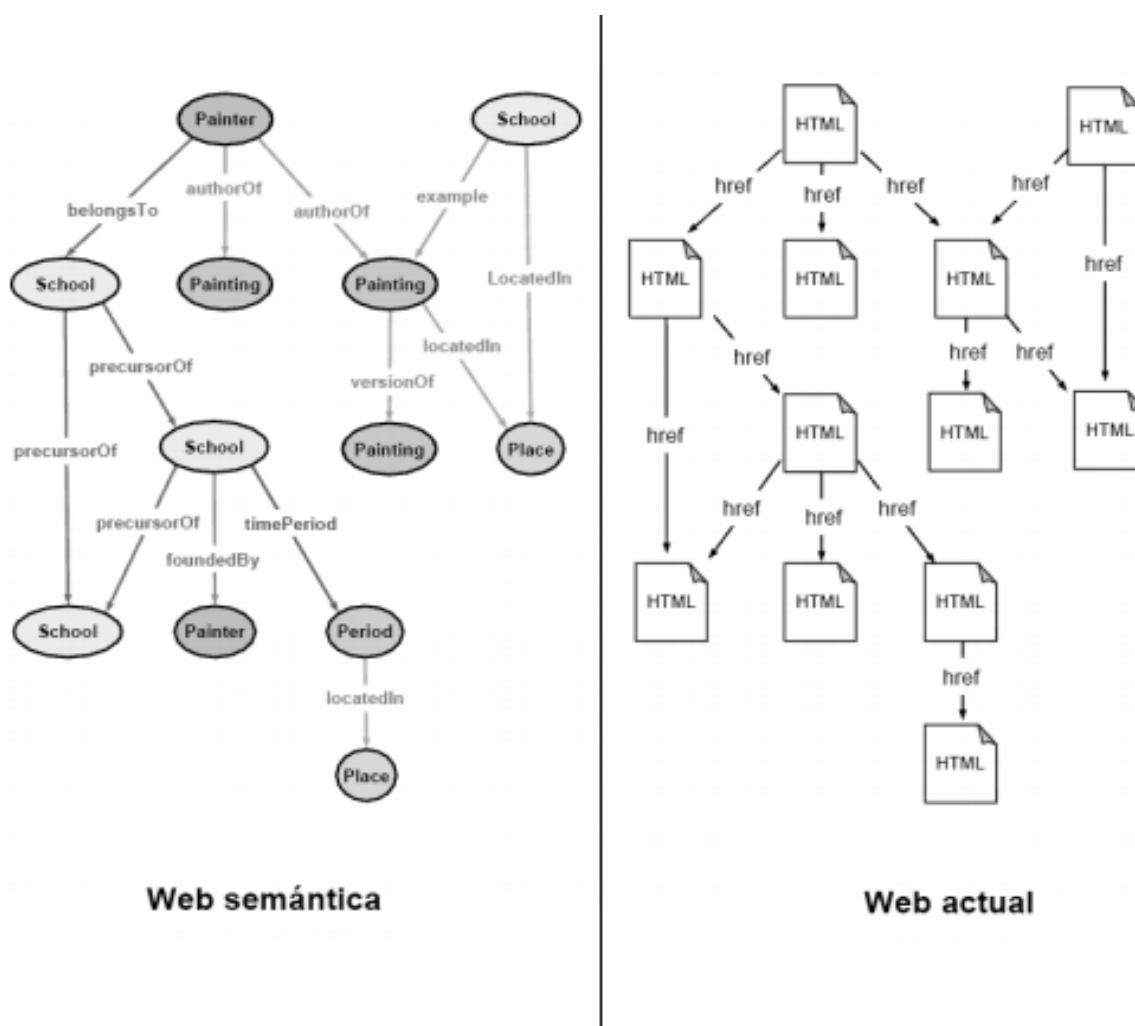 Painter
School
authorOf
example
belongsTo
authorOf
School
Painting
Painting
LocatedIn
precursorOf
locatedIn
versionOf
precursorOf
School
Painting
Place
precursorOf
timePeriod
foundedBy
School
Painter
Period
locatedIn
Place
Web semántica
HTML
HTML
href
href
href
href
HTML
HTML
HTML
href
href
href
href
href
HTML
HTML
HTML
href
href
href
HTML
HTML
HTML
href
HTML
Web actual